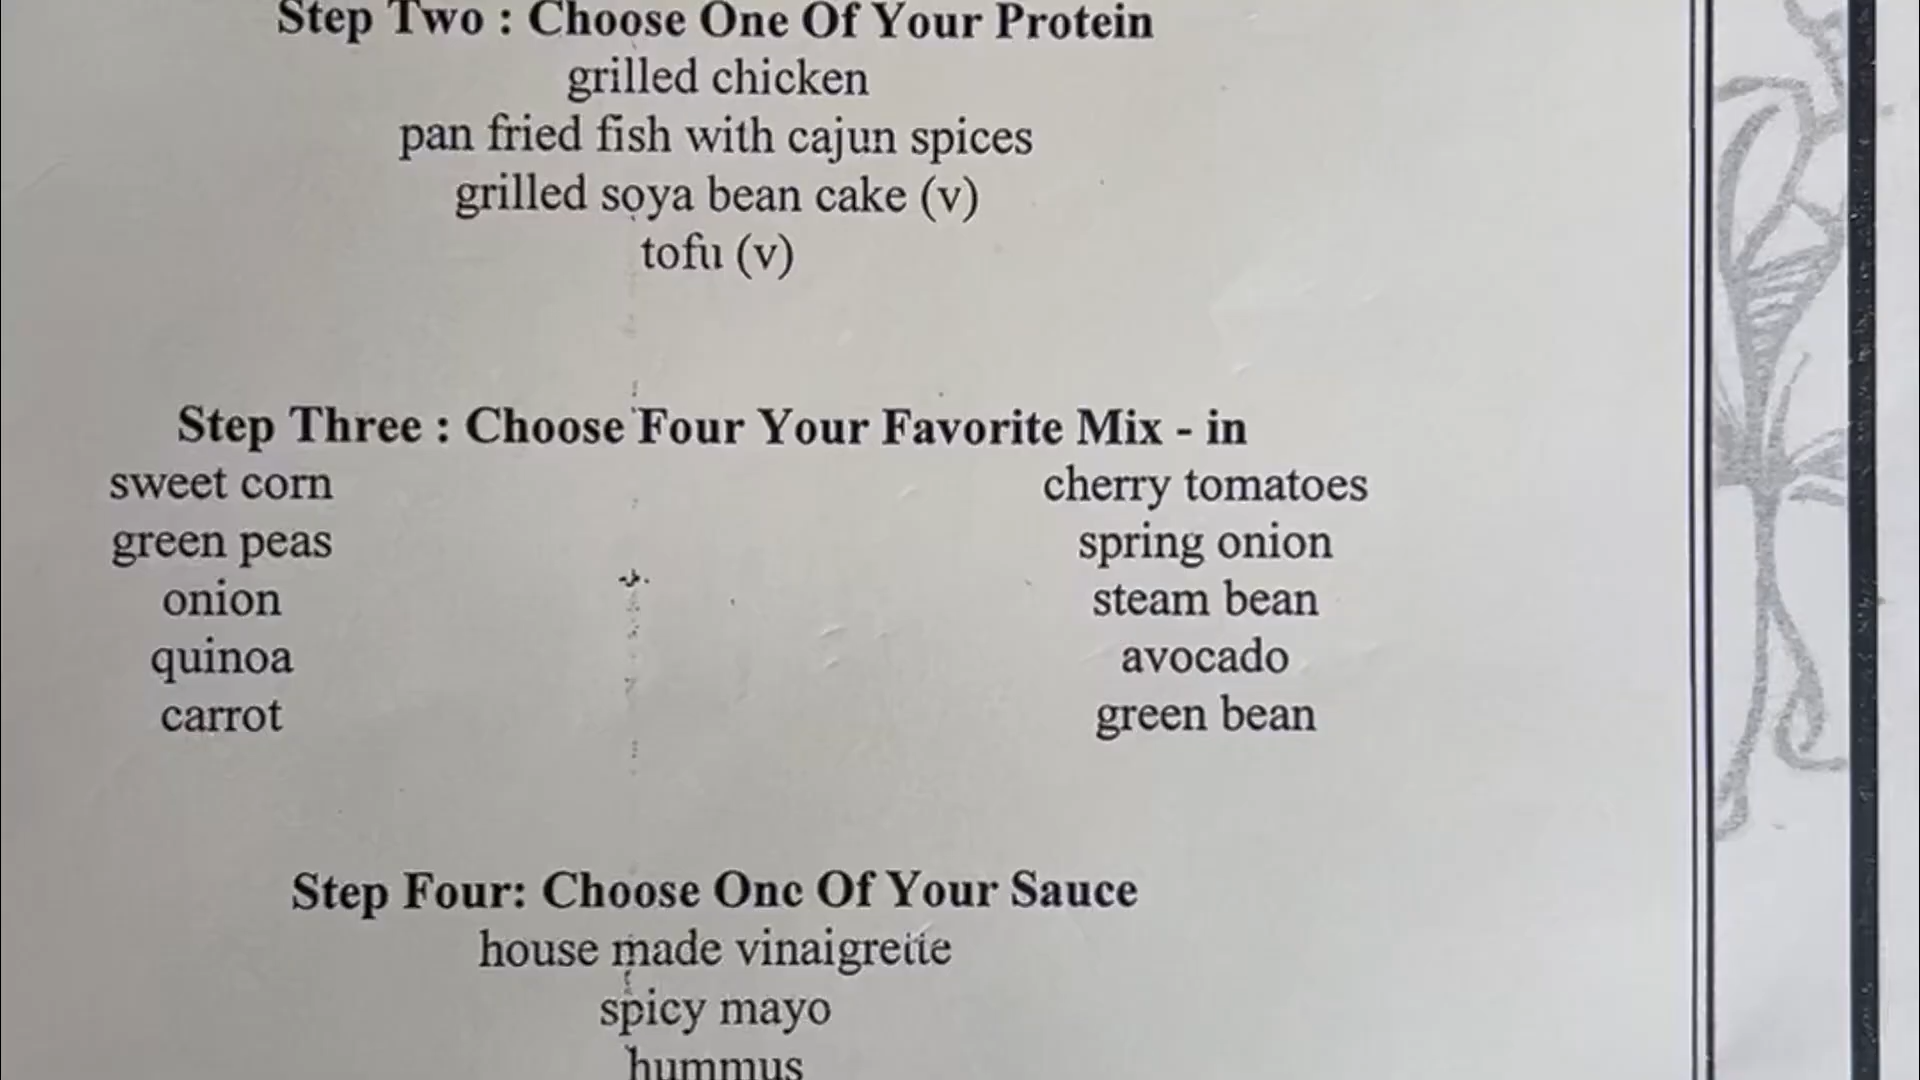 Step Two : Choose One Of Your Protein
grilled chicken
pan fried fish with cajun spices
grilled soya bean cake (v)
tofu (v)
Step Three : Choose Four Your Favorite Mix - in
sweet corn
green peas
onion
quinoa
carrot
cherry tomatoes
spring onion
steam bean
avocado
green bean
Step Four: Choose One Of Your Sauce
house made vinaigrette
spicy mayo
hummus